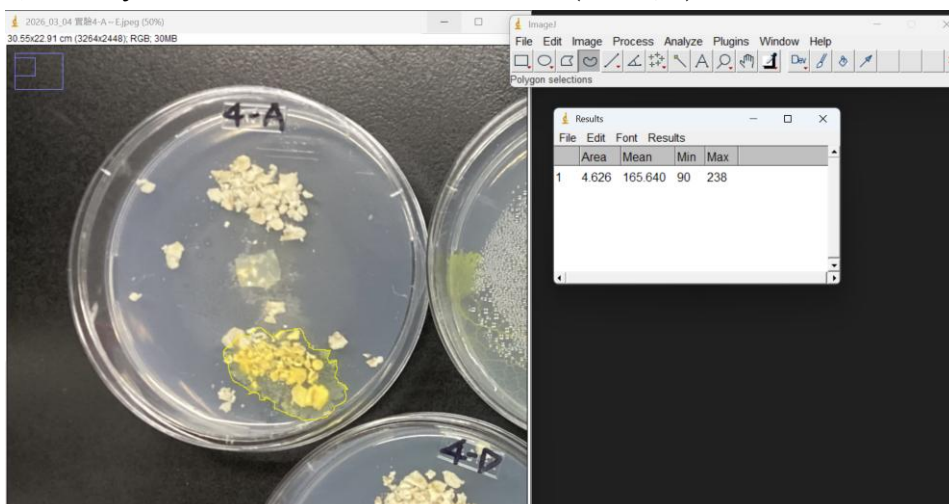 2026_03_04 實驗4-A~E.jpeg (50%)
30.55x22.91 cm (3264x2448); RGB; 30MB
4-A
4-D
ImageJ
File Edit Image Process Analyze Plugins Window Help
Dev
Polygon selections
Results
File Edit Font Results
Area Mean Min Max
1 4.626 165.640 90 238